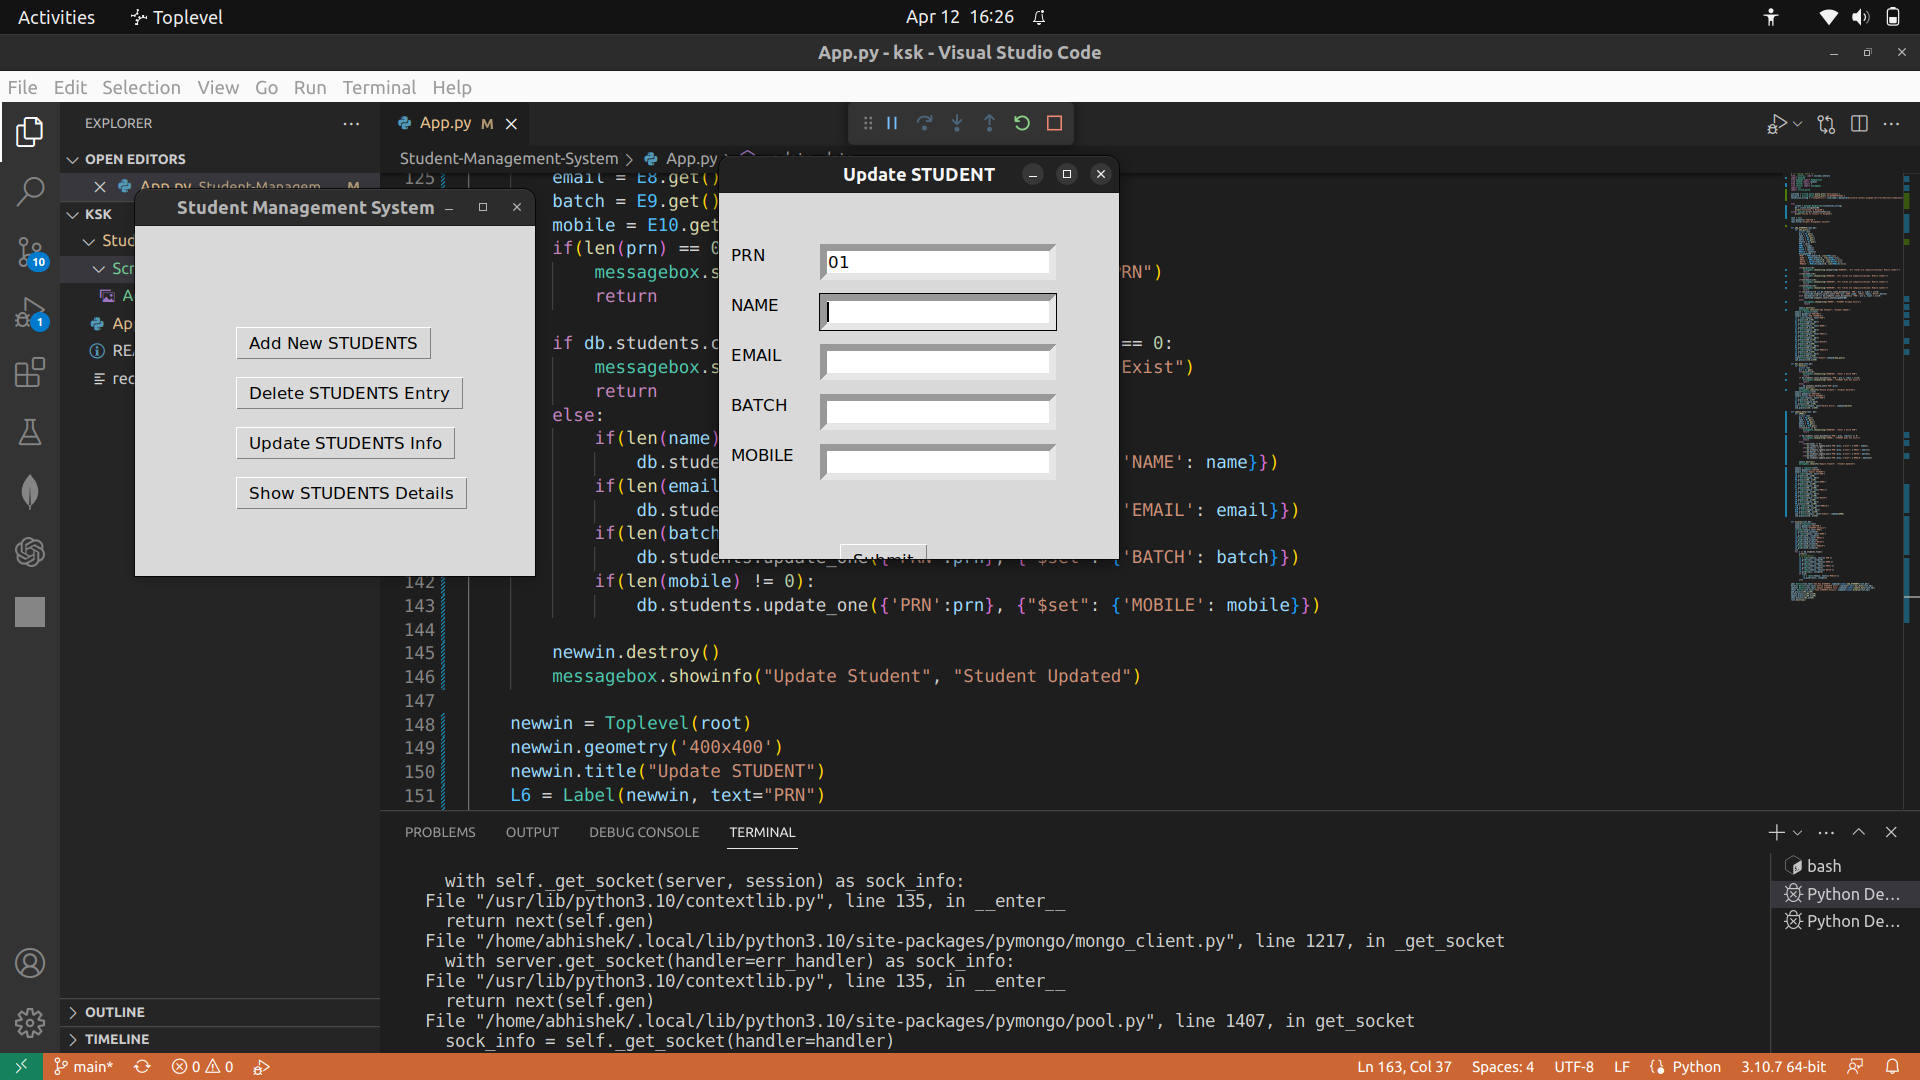 Activities
Toplevel
Apr 12 16:26
App.py - ksk - Visual Studio Code
File Edit Selection View Go Run Terminal Help
EXPLORER
App.py M
OPEN EDITORS
Student-Management-System > App.py
App.py Student-Managem... M
KSK
Stud
Scr
A
App
REA
rec
Student Management System
Add New STUDENTS
Delete STUDENTS Entry
Update STUDENTS Info
Show STUDENTS Details
Update STUDENT
PRN 01
NAME
EMAIL
BATCH
MOBILE
Submit
125 email = E8.get()
batch = E9.get()
mobile = E10.get
if(len(prn) == 0
messagebox.s PRN")
return
if db.students.c == 0:
messagebox.s Exist")
return
else:
if(len(name)
db.stude 'NAME': name}})
if(len(email
db.stude 'EMAIL': email}})
if(len(batch
db.students.update_one({'PRN':prn}, {"$set": {'BATCH': batch}})
142 if(len(mobile) != 0):
143 db.students.update_one({'PRN':prn}, {"$set": {'MOBILE': mobile}})
144
145 newwin.destroy()
146 messagebox.showinfo("Update Student", "Student Updated")
147
148 newwin = Toplevel(root)
149 newwin.geometry('400x400')
150 newwin.title("Update STUDENT")
151 L6 = Label(newwin, text="PRN")
PROBLEMS OUTPUT DEBUG CONSOLE TERMINAL
with self._get_socket(server, session) as sock_info:
File "/usr/lib/python3.10/contextlib.py", line 135, in __enter__
return next(self.gen)
File "/home/abhishek/.local/lib/python3.10/site-packages/pymongo/mongo_client.py", line 1217, in _get_socket
with server.get_socket(handler=err_handler) as sock_info:
File "/usr/lib/python3.10/contextlib.py", line 135, in __enter__
return next(self.gen)
File "/home/abhishek/.local/lib/python3.10/site-packages/pymongo/pool.py", line 1407, in get_socket
sock_info = self._get_socket(handler=handler)
bash
Python De...
Python De...
10
1
OUTLINE
TIMELINE
main* 0 0
Ln 163, Col 37 Spaces: 4 UTF-8 LF Python 3.10.7 64-bit